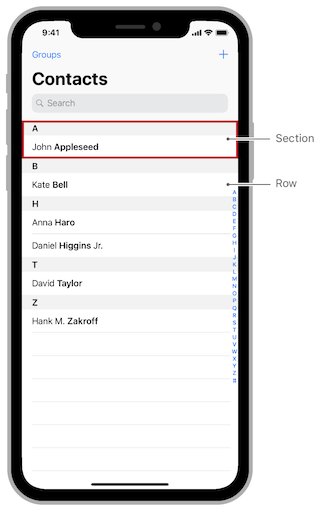 9:41
Groups +
Contacts
Search
A
John Appleseed
Section
B
Kate Bell
Row
H
Anna Haro
Daniel Higgins Jr.
T
David Taylor
Z
Hank M. Zakroff
A
B
C
D
E
F
G
H
I
J
K
L
M
N
O
P
Q
R
S
T
U
V
W
X
Y
Z
#